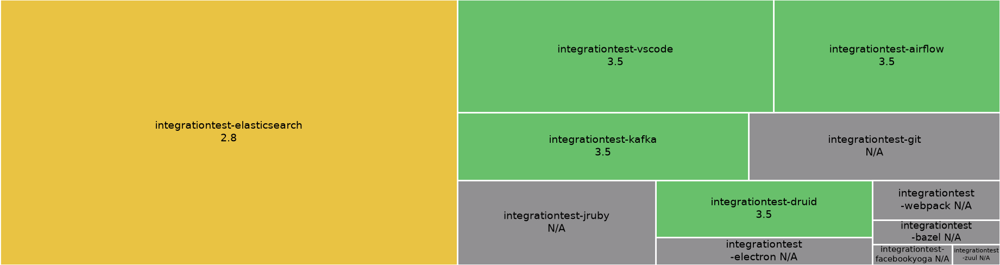 integrationtest-elasticsearch
2.8
integrationtest-vscode
3.5
integrationtest-airflow
3.5
integrationtest-kafka
3.5
integrationtest-git
N/A
integrationtest-jruby
N/A
integrationtest-druid
3.5
integrationtest
-electron N/A
integrationtest
-webpack N/A
integrationtest
-bazel N/A
integrationtest-
facebookyoga N/A
integrationtest
-zuul N/A